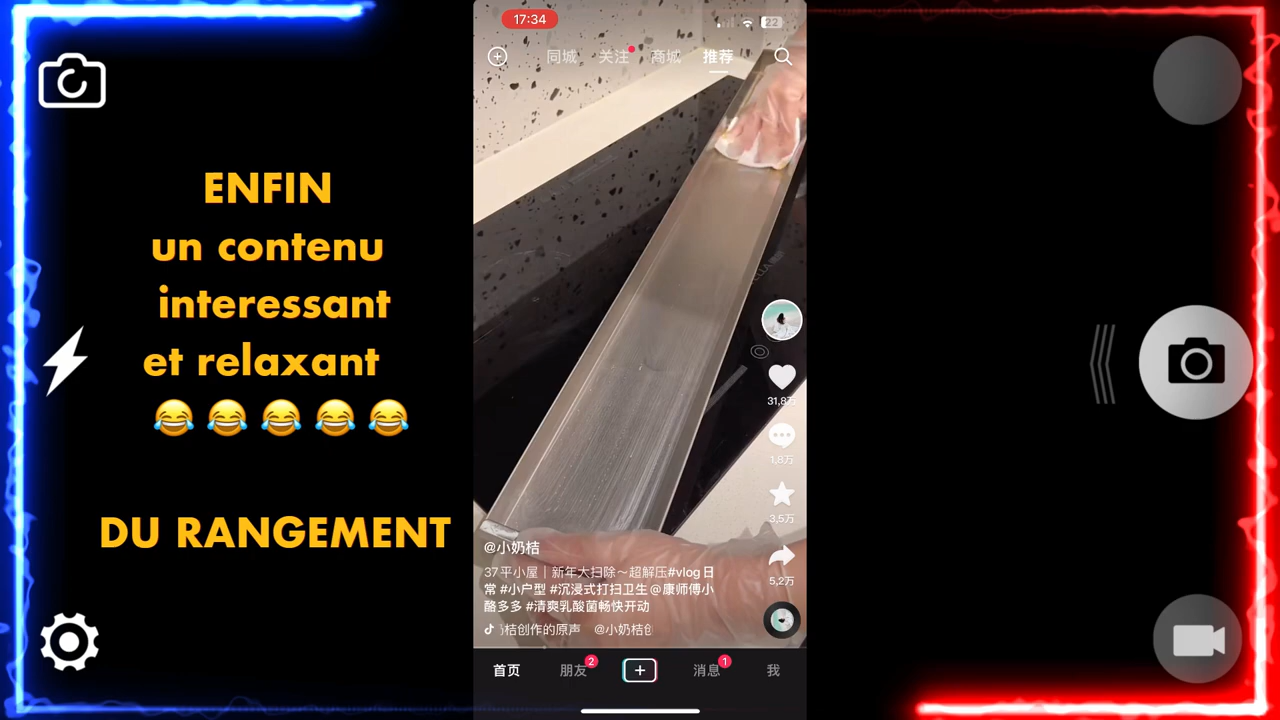 ENFIN
un contenu
interessant
et relaxant
😂 😂 😂 😂 😂
DU RANGEMENT
17:34
22
同城 关注 商城 推荐
31,8万
1,8万
3,5万
5,2万
@小奶桔
37平小屋｜新年大扫除～超解压#vlog日
常 #小户型 #沉浸式打扫卫生@康师傅小
酪多多 #清爽乳酸菌畅快开动
桔创作的原声 @小奶桔创
首页 朋友 2 消息 1 我